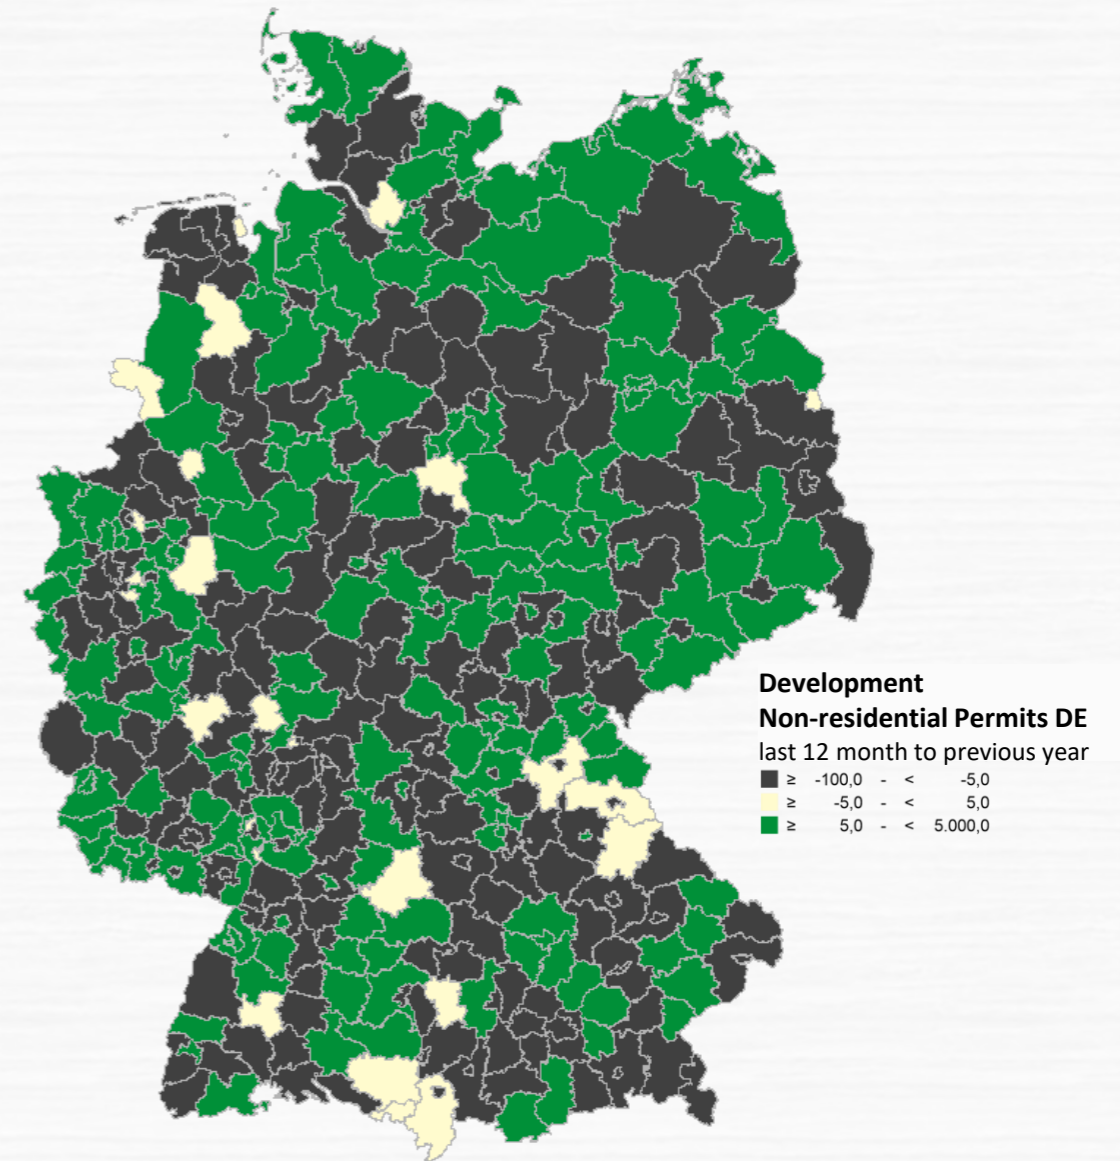 Development
Non-residential Permits DE
last 12 month to previous year
≥ -100,0 - < -5,0
≥ -5,0 - < 5,0
≥ 5,0 - < 5.000,0